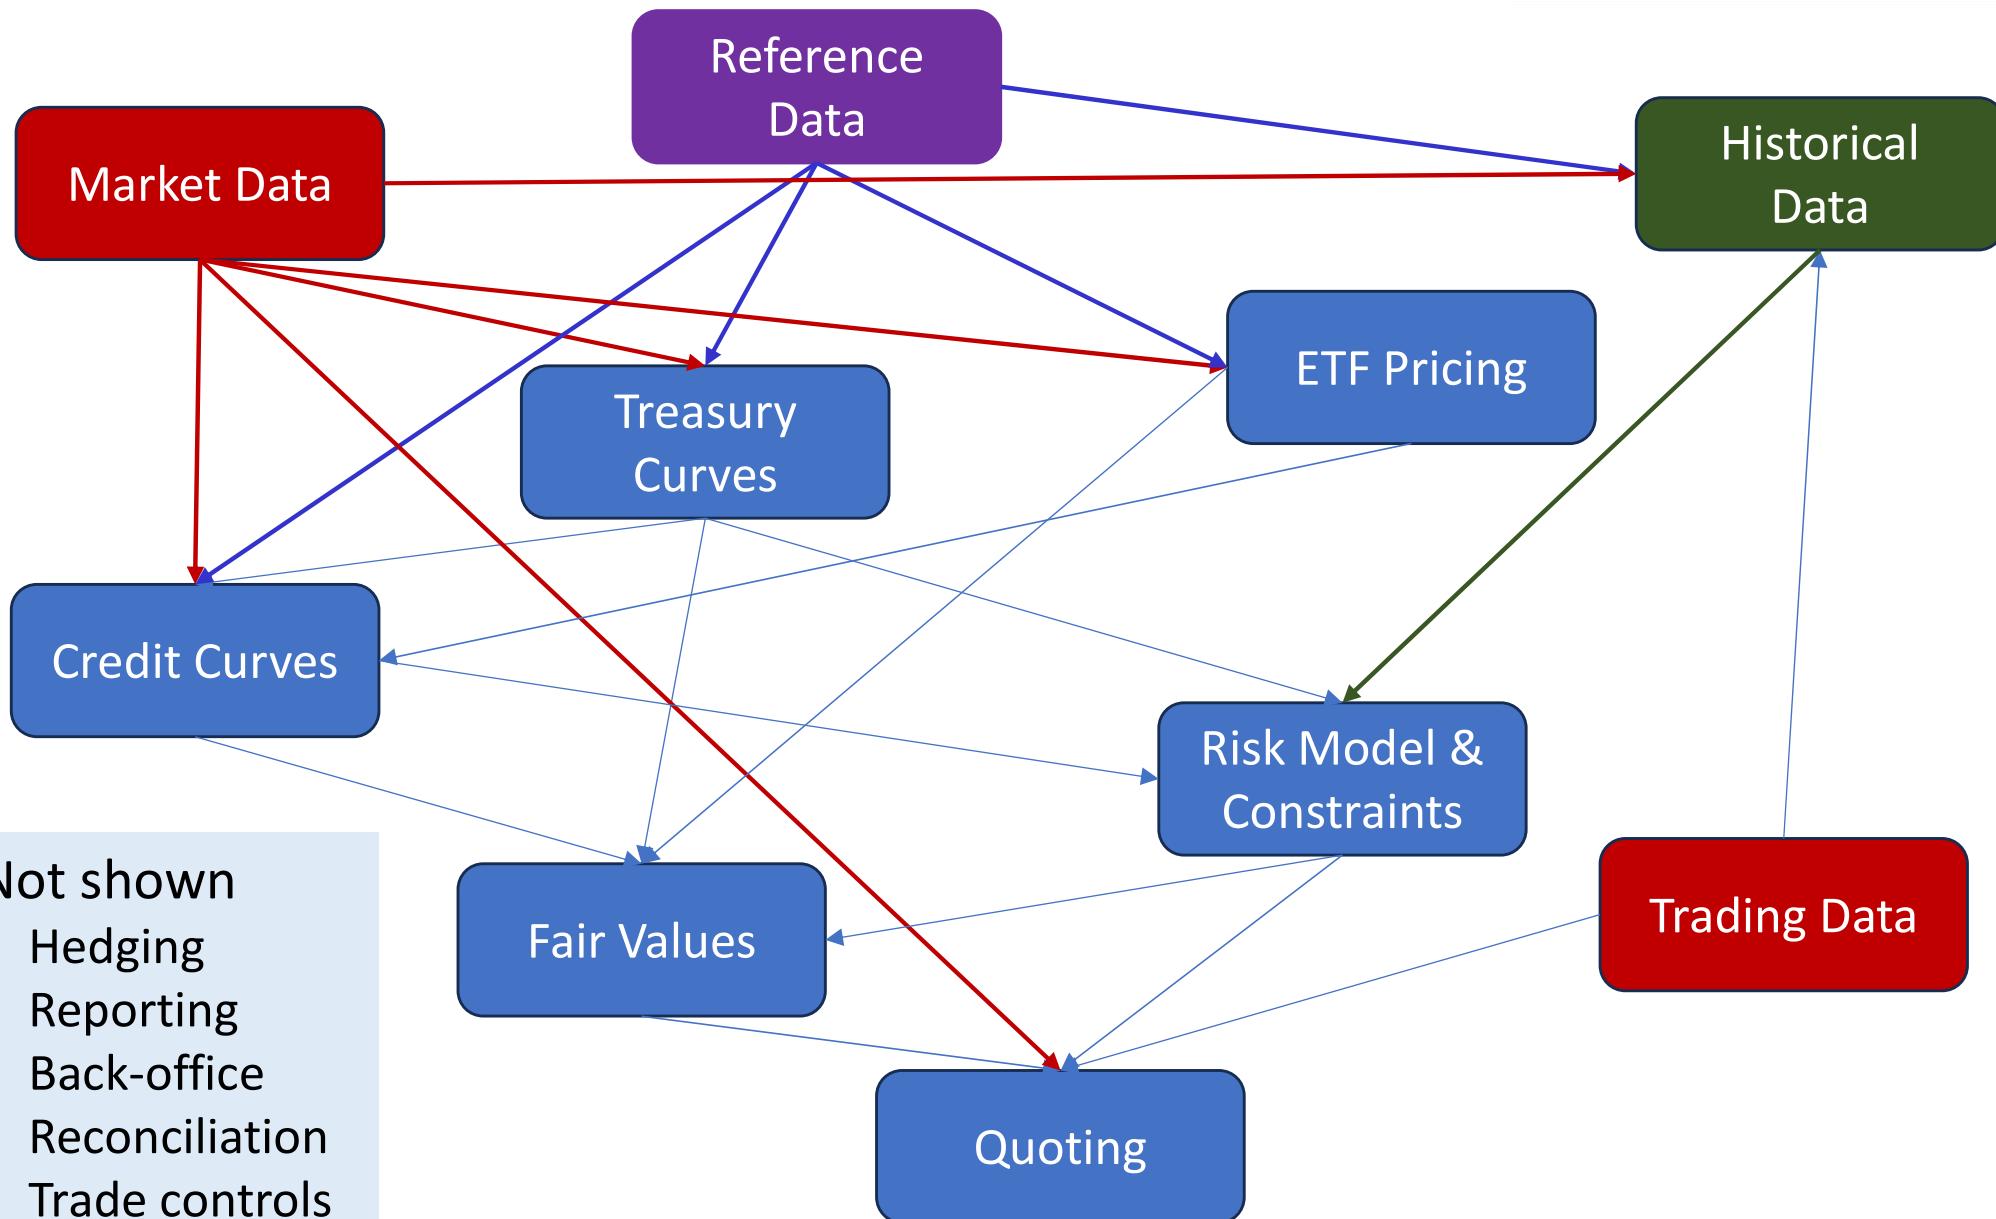 Reference
Data
Market Data
Historical
Data
ETF Pricing
Treasury
Curves
Credit Curves
Risk Model &
Constraints
Not shown
Hedging
Reporting
Back-office
Reconciliation
Trade controls
Fair Values
Trading Data
Quoting